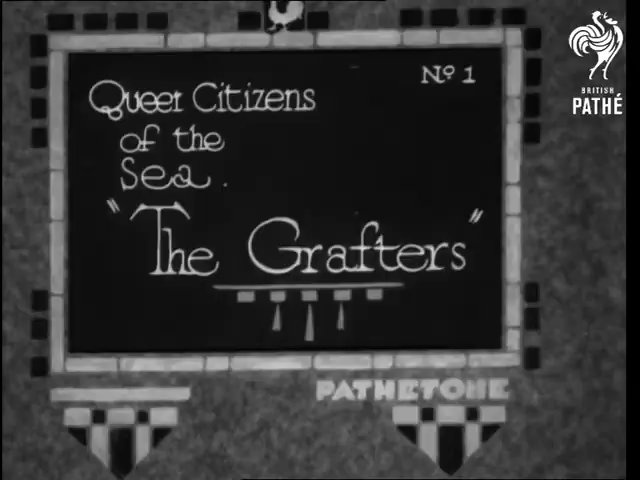 No 1
Queer Citizens
of the
Sea.
"The Grafters"
PATHETONE
BRITISH
PATHÉ